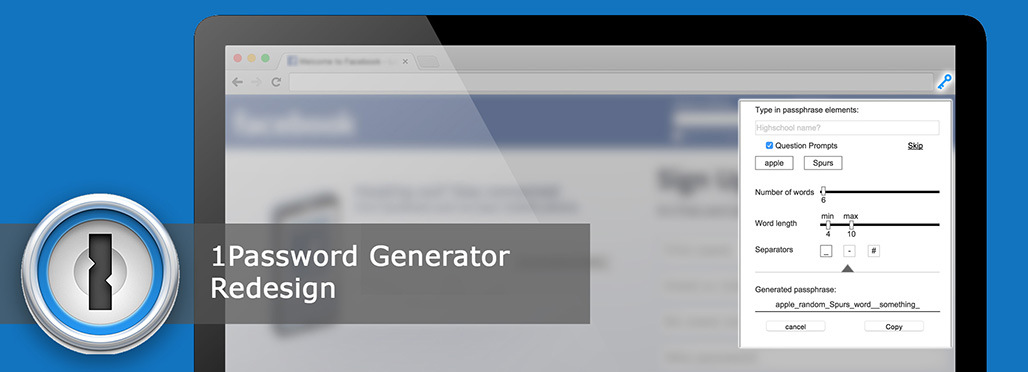 Welcome to Facebook
facebook
Sign Up
Type in passphrase elements:
Highschool name?
Question Prompts
Skip
apple
Spurs
Number of words
6
Word length
min
max
4
10
Separators
_
-
#
Generated passphrase:
apple_random_Spurs_word__something_
cancel
Copy
1Password Generator
Redesign